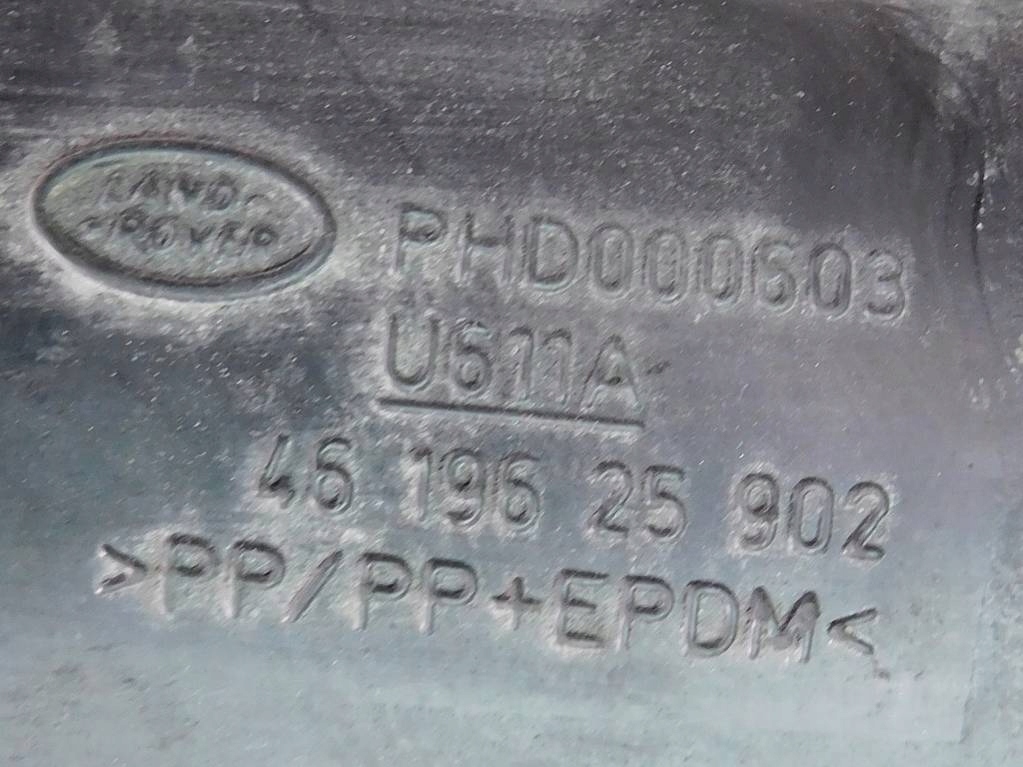 LAND-
-ROVER
PHD000603
U611A
46 196 25 902
>PP/PP+EPDM<